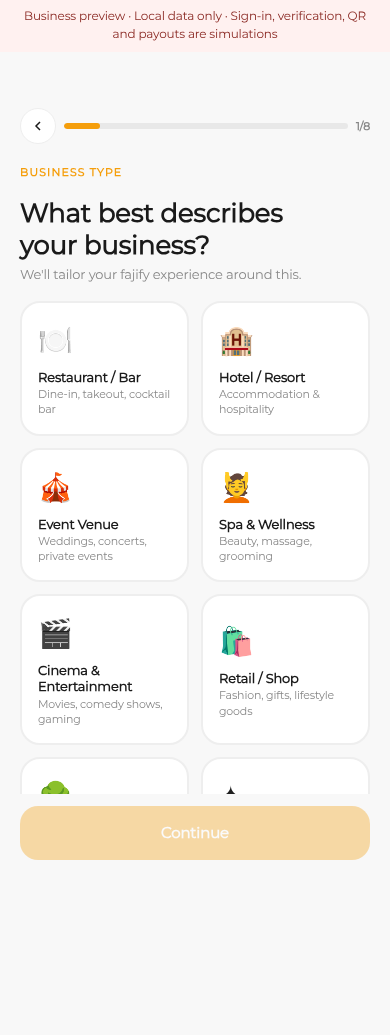 Business preview · Local data only · Sign-in, verification, QR
and payouts are simulations
1/8
BUSINESS TYPE
What best describes
your business?
We'll tailor your fajify experience around this.
Restaurant / Bar
Dine-in, takeout, cocktail
bar
H
Hotel / Resort
Accommodation &
hospitality
Event Venue
Weddings, concerts,
private events
Spa & Wellness
Beauty, massage,
grooming
Cinema &
Entertainment
Movies, comedy shows,
gaming
Retail / Shop
Fashion, gifts, lifestyle
goods
Continue